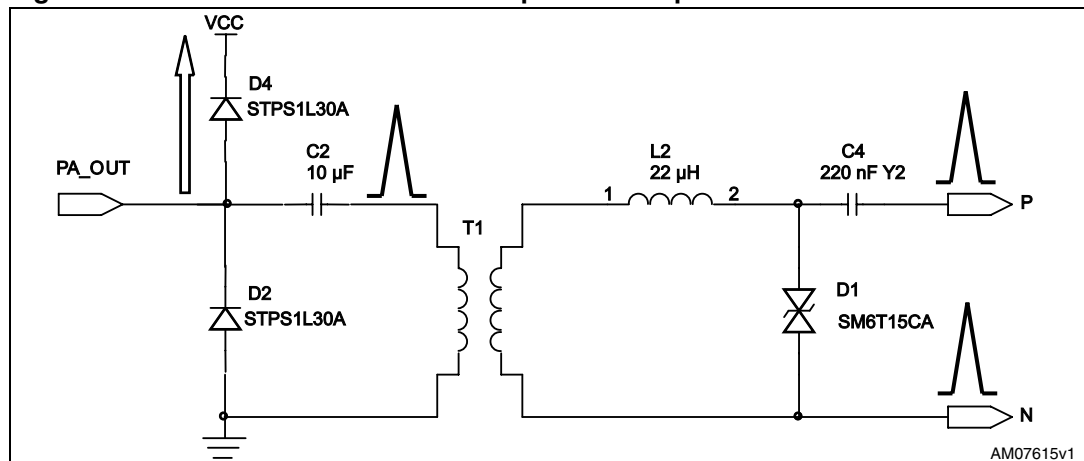 VCC
D4
STPS1L30A
C2
10 µF
PA_OUT
L2
22 µH
C4
220 nF Y2
1
2
P
T1
D2
STPS1L30A
D1
SM6T15CA
N
AM07615v1